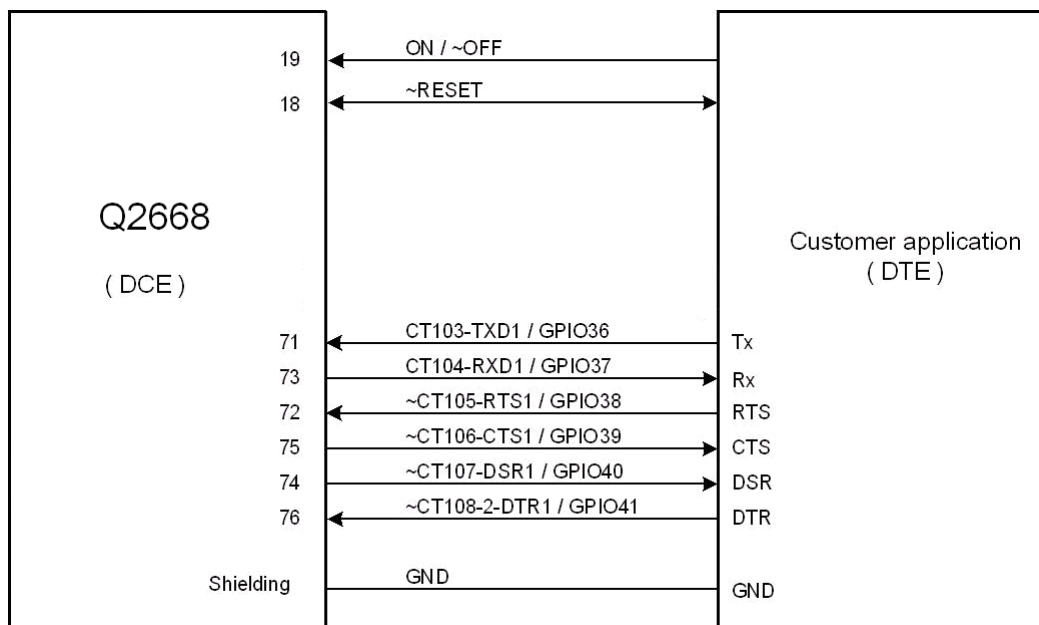 19 ON / ~OFF
18 ~RESET
Q2668
( DCE )
Customer application
( DTE )
71 CT103-TXD1 / GPIO36 Tx
73 CT104-RXD1 / GPIO37 Rx
72 ~CT105-RTS1 / GPIO38 RTS
75 ~CT106-CTS1 / GPIO39 CTS
74 ~CT107-DSR1 / GPIO40 DSR
76 ~CT108-2-DTR1 / GPIO41 DTR
Shielding GND GND